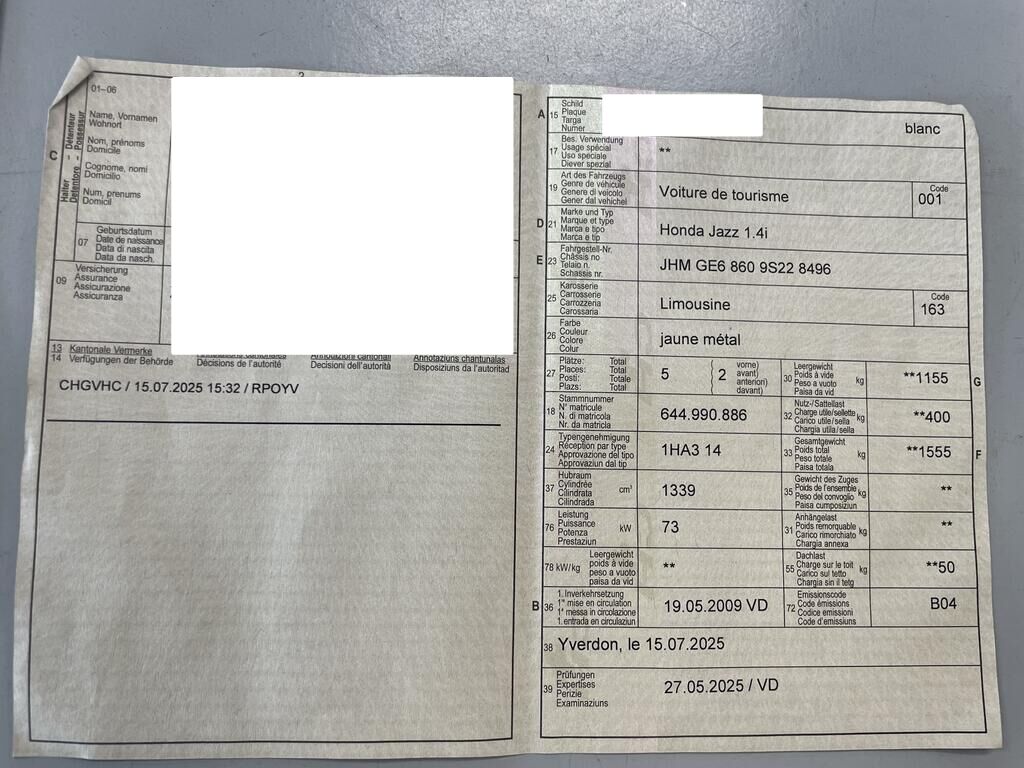 2
01–06
C
Halter – Détenteur
Detentore – Possessur
Name, Vornamen
Wohnort
Nom, prénoms
Domicile
Cognome, nomi
Domicilio
Num, prenums
Domicil
07
Geburtsdatum
Date de naissance
Data di nascita
Data da nasch.
09
Versicherung
Assurance
Assicurazione
Assicuranza
13 Kantonale Vermerke
Annotations cantonales
Annotazioni cantonali
Annotaziuns chantunalas
14 Verfügungen der Behörde
Décisions de l'autorité
Decisioni dell'autorità
Disposiziuns da l'autoritad
CHGVHC / 15.07.2025 15:32 / RPOYV
A 15
Schild
Plaque
Targa
Numer
blanc
17
Bes. Verwendung
Usage spécial
Uso speciale
Diever spezial
**
19
Art des Fahrzeugs
Genre de véhicule
Genere di veicolo
Gener dal vehichel
Voiture de tourisme
Code
001
D 21
Marke und Typ
Marque et type
Marca e tipo
Marca e tip
Honda Jazz 1.4i
E 23
Fahrgestell-Nr.
Châssis no
Telaio n.
Schassis nr.
JHM GE6 860 9S22 8496
25
Karosserie
Carrosserie
Carrozzeria
Carossaria
Limousine
Code
163
26
Farbe
Couleur
Colore
Colur
jaune métal
27
Plätze: Total
Places: Total
Posti: Totale
Plazs: Total
5
2
vorne)
avant)
anteriori)
davant)
30
Leergewicht
Poids à vide
Peso a vuoto
Paisa da vid
kg
**1155
G
18
Stammnummer
N° matricule
N. di matricola
Nr. da matricla
644.990.886
32
Nutz-/Sattellast
Charge utile/sellette
Carico utile/sella
Chargia utila/sella
kg
**400
24
Typengenehmigung
Réception par type
Approvazione del tipo
Approvaziun dal tip
1HA3 14
33
Gesamtgewicht
Poids total
Peso totale
Paisa totala
kg
**1555
F
37
Hubraum
Cylindrée
Cilindrata
Cilindrada
cm³
1339
35
Gewicht des Zuges
Poids de l'ensemble
Peso del convoglio
Paisa cumposiziun
kg
**
76
Leistung
Puissance
Potenza
Prestaziun
kW
73
31
Anhängelast
Poids remorquable
Carico rimorchiato
Chargia annexa
kg
**
78 kW/kg
Leergewicht
poids à vide
peso a vuoto
paisa da vid
**
55
Dachlast
Charge sur le toit
Carico sul tetto
Chargia sin il tetg
kg
**50
B 36
1. Inverkehrsetzung
1re mise en circulation
1a messa in circolazione
1. entrada en circulaziun
19.05.2009 VD
72
Emissionscode
Code émissions
Codice emissioni
Code d'emissiuns
B04
38 Yverdon, le 15.07.2025
39
Prüfungen
Expertises
Perizie
Examinaziuns
27.05.2025 / VD